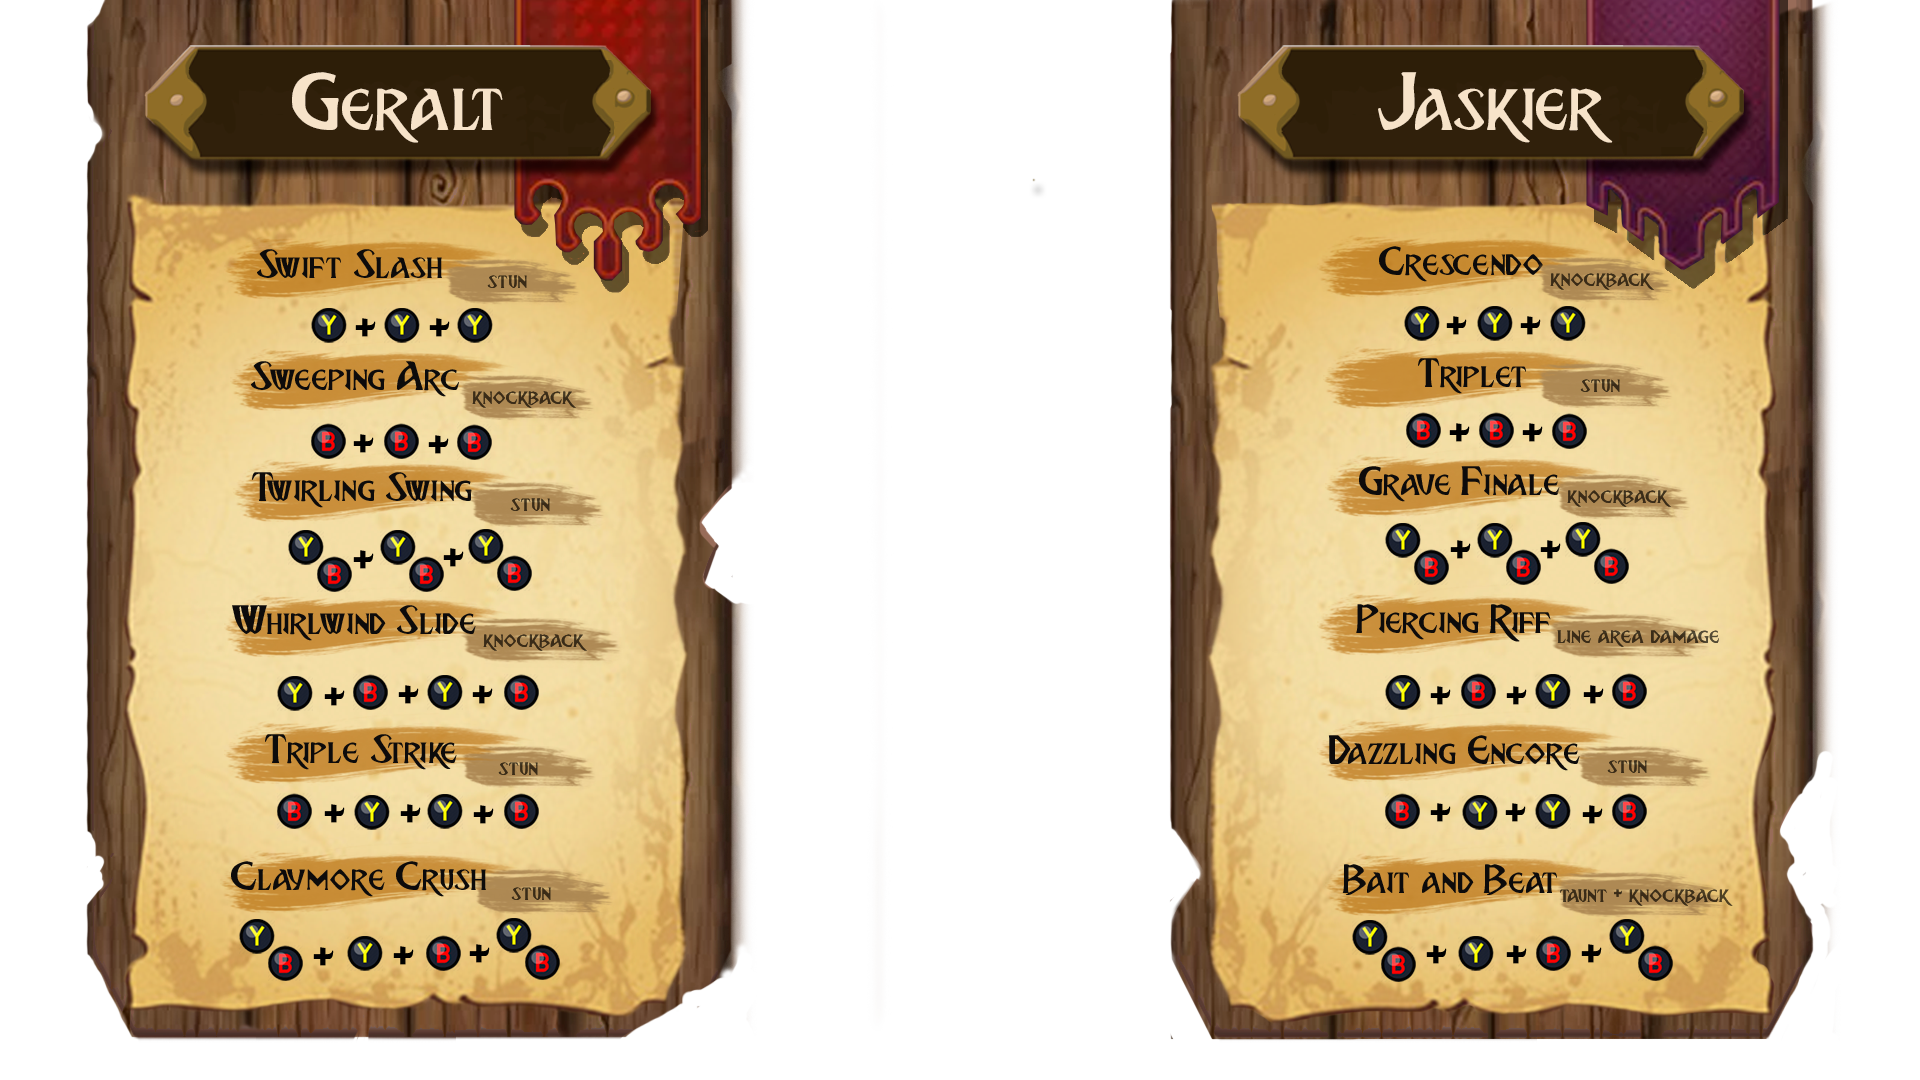 Geralt
Swift Slash STUN
Y + Y + Y
Sweeping Arc KNOCKBACK
B + B + B
Twirling Swing STUN
Y B + Y B + Y B
Whirlwind Slide KNOCKBACK
Y + B + Y + B
Triple Strike STUN
B + Y + Y + B
Claymore Crush STUN
Y B + Y + B + Y B
Jaskier
Crescendo KNOCKBACK
Y + Y + Y
Triplet STUN
B + B + B
Grave Finale KNOCKBACK
Y B + Y B + Y B
Piercing Riff LINE AREA DAMAGE
Y + B + Y + B
Dazzling Encore STUN
B + Y + Y + B
Bait and Beat TAUNT + KNOCKBACK
Y B + Y + B + Y B